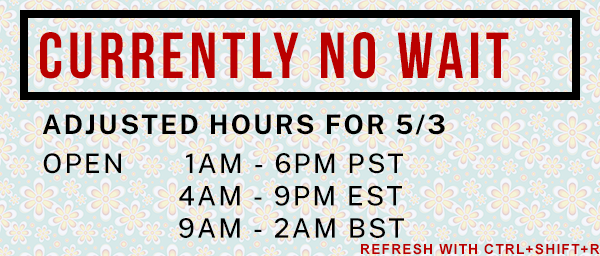 CURRENTLY NO WAIT
ADJUSTED HOURS FOR 5/3
OPEN 1AM - 6PM PST
4AM - 9PM EST
9AM - 2AM BST
REFRESH WITH CTRL+SHIFT+R